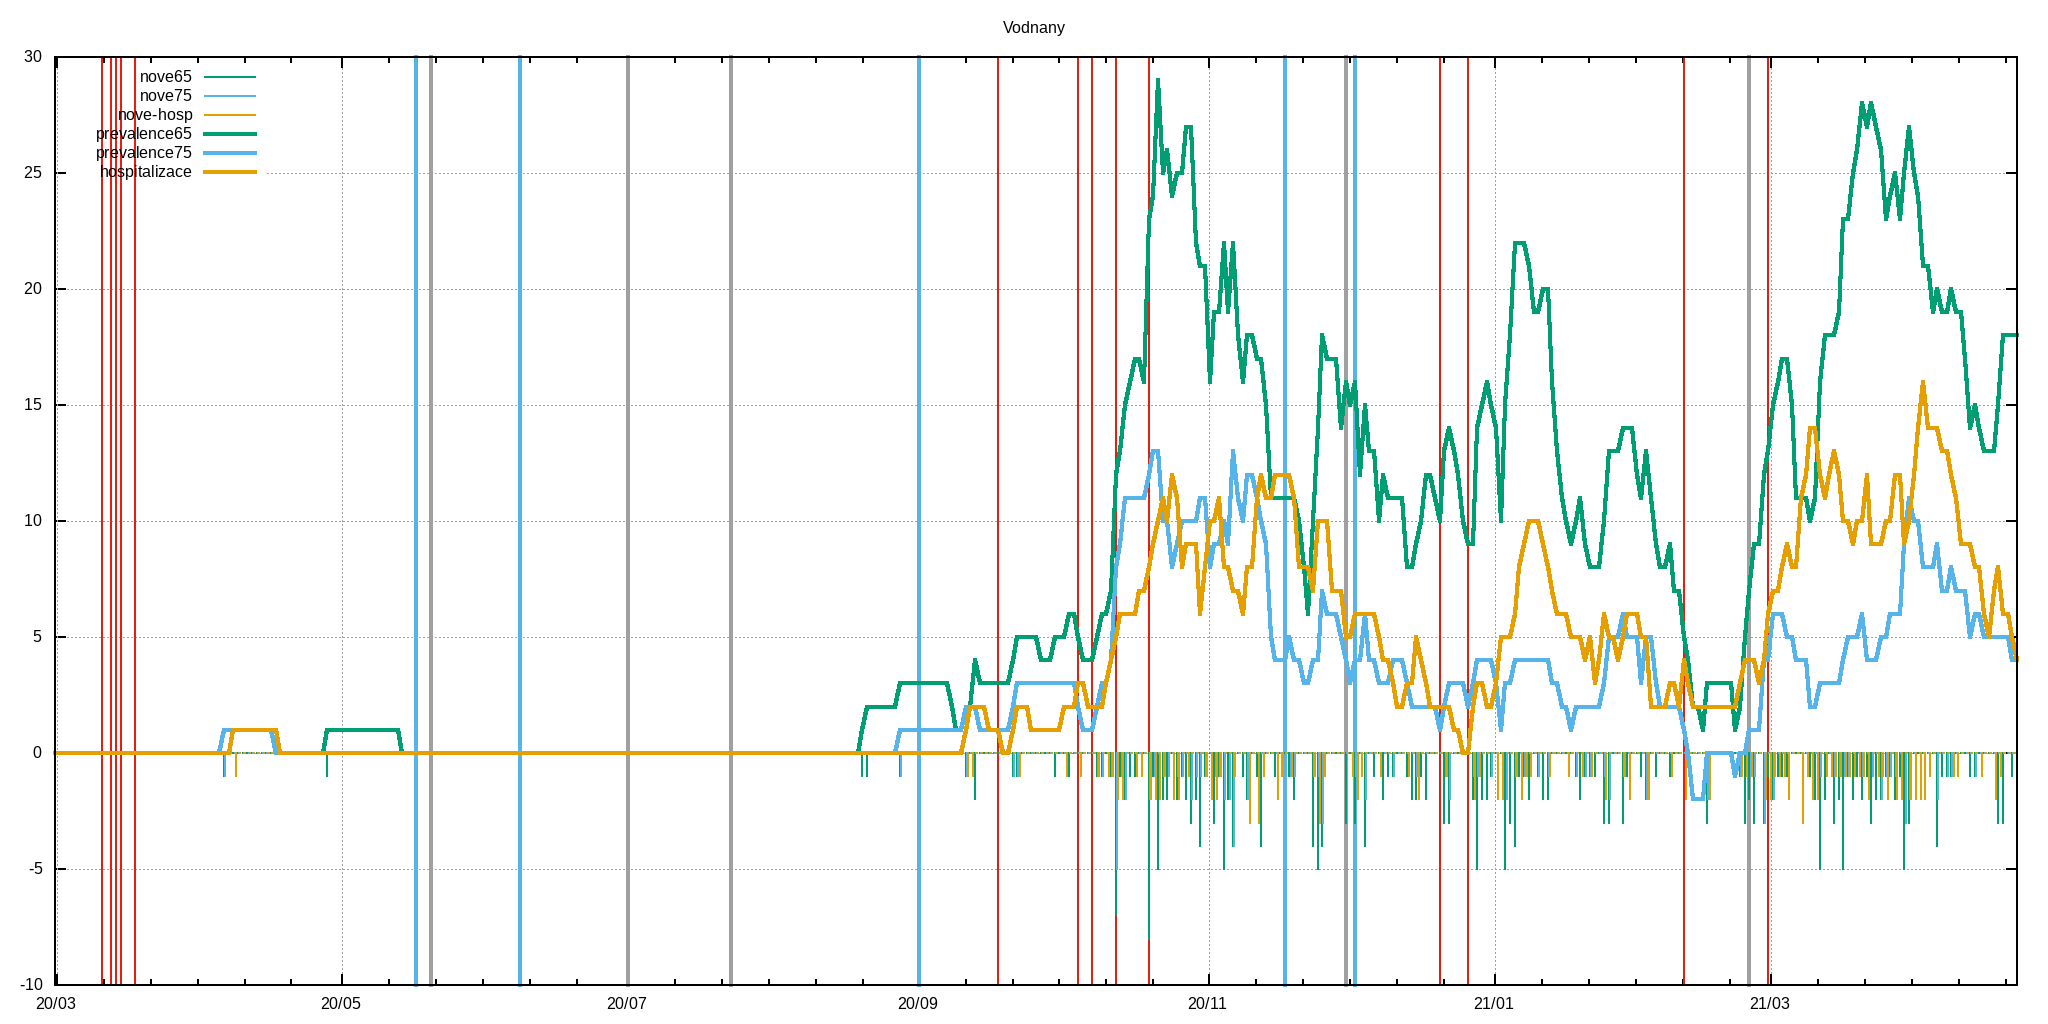 Vodnany
30
nove65
nove75
nove-hosp
prevalence65
prevalence75
hospitalizace
25
20
15
10
5
0
-5
-10
20/03 20/05 20/07 20/09 20/11 21/01 21/03